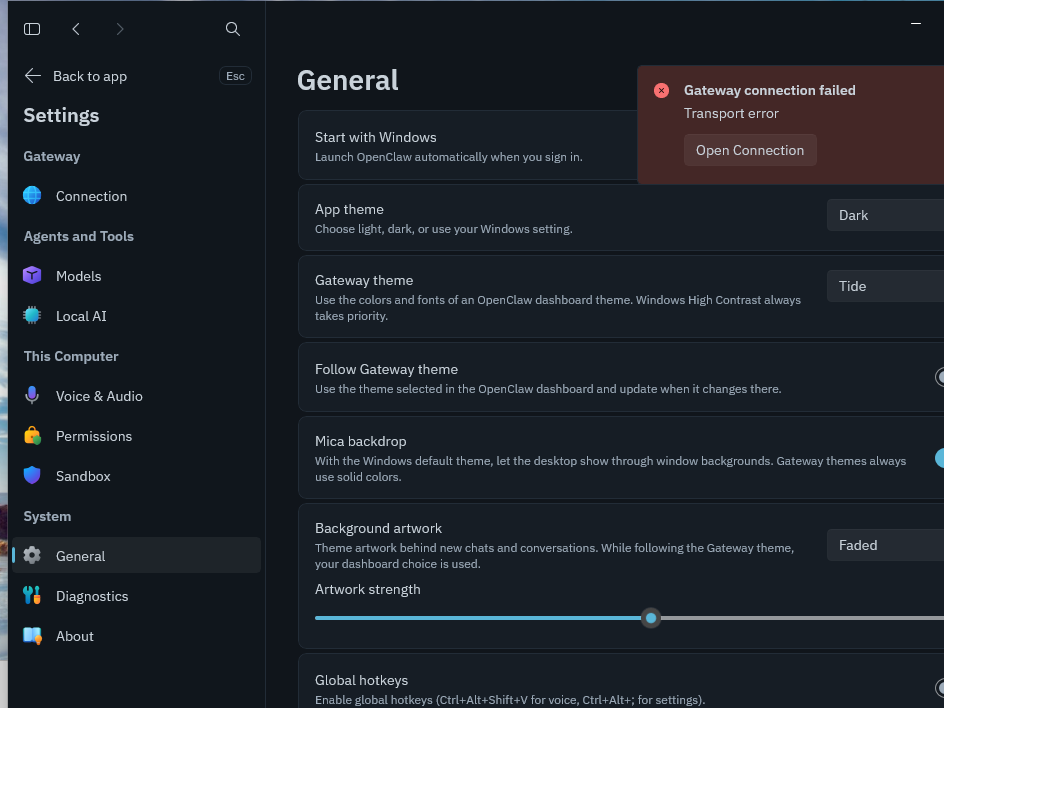 Back to app
Esc
Settings
Gateway
Connection
Agents and Tools
Models
Local AI
This Computer
Voice & Audio
Permissions
Sandbox
System
General
Diagnostics
About
General
Gateway connection failed
Transport error
Open Connection
Start with Windows
Launch OpenClaw automatically when you sign in.
App theme
Choose light, dark, or use your Windows setting.
Dark
Gateway theme
Use the colors and fonts of an OpenClaw dashboard theme. Windows High Contrast always
takes priority.
Tide
Follow Gateway theme
Use the theme selected in the OpenClaw dashboard and update when it changes there.
Mica backdrop
With the Windows default theme, let the desktop show through window backgrounds. Gateway themes always
use solid colors.
Background artwork
Theme artwork behind new chats and conversations. While following the Gateway theme,
your dashboard choice is used.
Faded
Artwork strength
Global hotkeys
Enable global hotkeys (Ctrl+Alt+Shift+V for voice, Ctrl+Alt+; for settings).